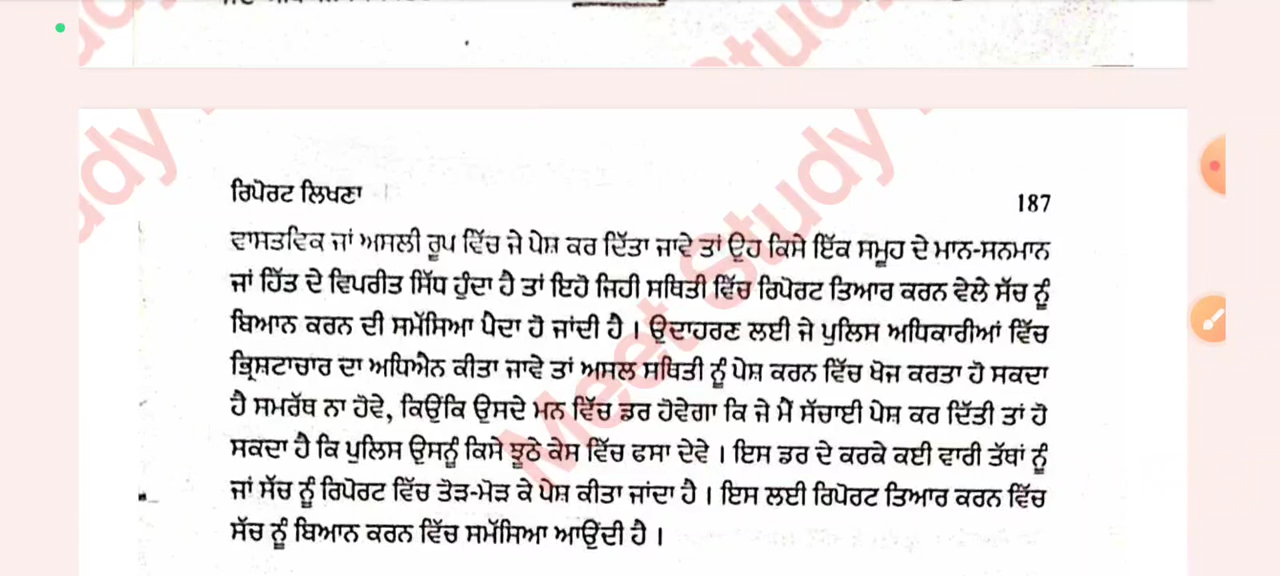 ਰਿਪੋਰਟ ਲਿਖਣਾ 187
ਵਾਸਤਵਿਕ ਜਾਂ ਅਸਲੀ ਰੂਪ ਵਿੱਚ ਜੇ ਪੇਸ਼ ਕਰ ਦਿੱਤਾ ਜਾਵੇ ਤਾਂ ਉਹ ਕਿਸੇ ਇੱਕ ਸਮੂਹ ਦੇ ਮਾਨ-ਸਨਮਾਨ
ਜਾਂ ਹਿੱਤ ਦੇ ਵਿਪਰੀਤ ਸਿੱਧ ਹੁੰਦਾ ਹੈ ਤਾਂ ਇਹੋ ਜਿਹੀ ਸਥਿਤੀ ਵਿੱਚ ਰਿਪੋਰਟ ਤਿਆਰ ਕਰਨ ਵੇਲੇ ਸੱਚ ਨੂੰ
ਬਿਆਨ ਕਰਨ ਦੀ ਸਮੱਸਿਆ ਪੈਦਾ ਹੋ ਜਾਂਦੀ ਹੈ । ਉਦਾਹਰਣ ਲਈ ਜੇ ਪੁਲਿਸ ਅਧਿਕਾਰੀਆਂ ਵਿੱਚ
ਭ੍ਰਿਸ਼ਟਾਚਾਰ ਦਾ ਅਧਿਐਨ ਕੀਤਾ ਜਾਵੇ ਤਾਂ ਅਸਲ ਸਥਿਤੀ ਨੂੰ ਪੇਸ਼ ਕਰਨ ਵਿੱਚ ਖੋਜ ਕਰਤਾ ਹੋ ਸਕਦਾ
ਹੈ ਸਮਰੱਥ ਨਾ ਹੋਵੇ, ਕਿਉਂਕਿ ਉਸਦੇ ਮਨ ਵਿੱਚ ਡਰ ਹੋਵੇਗਾ ਕਿ ਜੇ ਮੈਂ ਸੱਚਾਈ ਪੇਸ਼ ਕਰ ਦਿੱਤੀ ਤਾਂ ਹੋ
ਸਕਦਾ ਹੈ ਕਿ ਪੁਲਿਸ ਉਸਨੂੰ ਕਿਸੇ ਝੂਠੇ ਕੇਸ ਵਿੱਚ ਫਸਾ ਦੇਵੇ । ਇਸ ਡਰ ਦੇ ਕਰਕੇ ਕਈ ਵਾਰੀ ਤੱਥਾਂ ਨੂੰ
ਜਾਂ ਸੱਚ ਨੂੰ ਰਿਪੋਰਟ ਵਿੱਚ ਤੋੜ-ਮੋੜ ਕੇ ਪੇਸ਼ ਕੀਤਾ ਜਾਂਦਾ ਹੈ । ਇਸ ਲਈ ਰਿਪੋਰਟ ਤਿਆਰ ਕਰਨ ਵਿੱਚ
ਸੱਚ ਨੂੰ ਬਿਆਨ ਕਰਨ ਵਿੱਚ ਸਮੱਸਿਆ ਆਉਂਦੀ ਹੈ ।
Meet Study